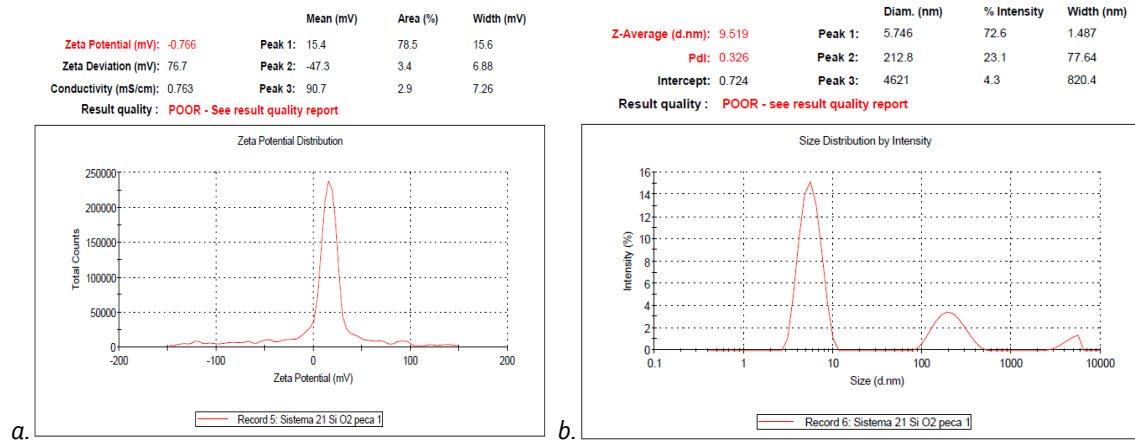 Mean (mV) Area (%) Width (mV)
Zeta Potential (mV): -0.766 Peak 1: 15.4 78.5 15.6
Zeta Deviation (mV): 76.7 Peak 2: -47.3 3.4 6.88
Conductivity (mS/cm): 0.763 Peak 3: 90.7 2.9 7.26
Result quality : POOR - See result quality report
Zeta Potential Distribution
Total Counts
250000
200000
150000
100000
50000
0
-200 -100 0 100 200
Zeta Potential (mV)
Record 5: Sistema 21 Si O2 peca 1
a.
Diam. (nm) % Intensity Width (nm)
Z-Average (d.nm): 9.519 Peak 1: 5.746 72.6 1.487
PdI: 0.326 Peak 2: 212.8 23.1 77.64
Intercept: 0.724 Peak 3: 4621 4.3 820.4
Result quality : POOR - see result quality report
Size Distribution by Intensity
Intensity (%)
16
14
12
10
8
6
4
2
0
0.1 1 10 100 1000 10000
Size (d.nm)
Record 6: Sistema 21 Si O2 peca 1
b.